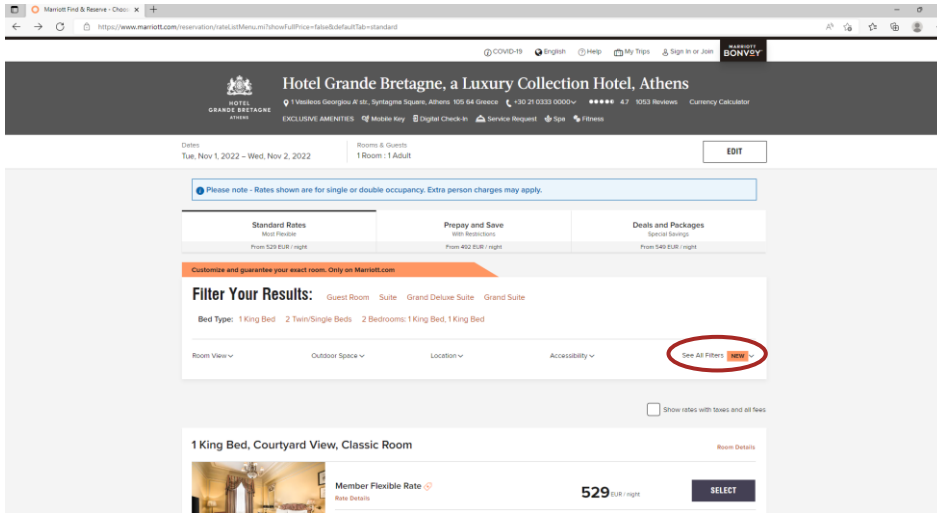 Marriott Find & Reserve - Choos
https://www.marriott.com/reservation/rateListMenu.mi?showFullPrice=false&defaultTab=standard
COVID-19 English Help My Trips Sign In or Join MARRIOTT BONVOY
Hotel Grande Bretagne, a Luxury Collection Hotel, Athens
HOTEL GRANDE BRETAGNE ATHENS
1 Vasileos Georgiou A' str., Syntagma Square, Athens 105 64 Greece +30 21 0333 0000 4.7 1053 Reviews Currency Calculator
EXCLUSIVE AMENITIES Mobile Key Digital Check-In Service Request Spa Fitness
Dates Rooms & Guests
Tue, Nov 1, 2022 – Wed, Nov 2, 2022 1 Room : 1 Adult EDIT
Please note - Rates shown are for single or double occupancy. Extra person charges may apply.
Standard Rates Prepay and Save Deals and Packages
Most Flexible With Restrictions Special Savings
From 529 EUR / night From 492 EUR / night From 549 EUR / night
Customize and guarantee your exact room. Only on Marriott.com
Filter Your Results: Guest Room Suite Grand Deluxe Suite Grand Suite
Bed Type: 1 King Bed 2 Twin/Single Beds 2 Bedrooms: 1 King Bed, 1 King Bed
Room View Outdoor Space Location Accessibility See All Filters NEW
Show rates with taxes and all fees
1 King Bed, Courtyard View, Classic Room Room Details
Member Flexible Rate
Rate Details
529 EUR / night SELECT